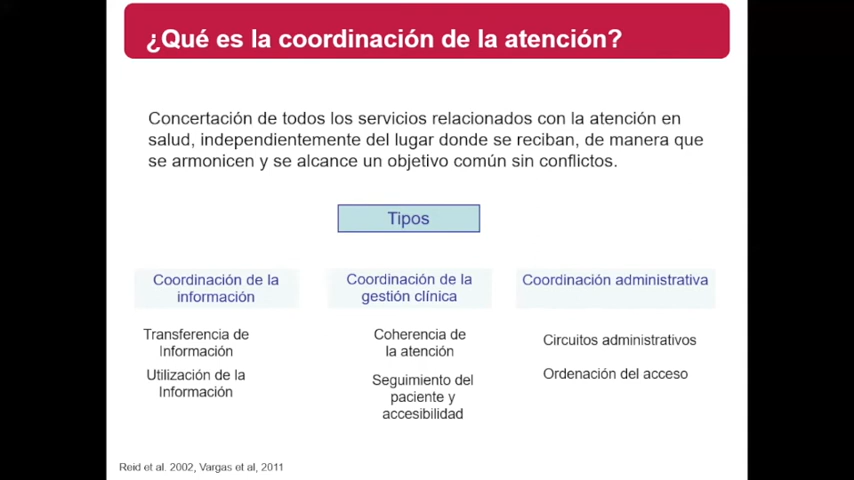 ¿Qué es la coordinación de la atención?
Concertación de todos los servicios relacionados con la atención en
salud, independientemente del lugar donde se reciban, de manera que
se armonicen y se alcance un objetivo común sin conflictos.
Tipos
Coordinación de la
información
Transferencia de
Información
Utilización de la
Información
Coordinación de la
gestión clínica
Coherencia de
la atención
Seguimiento del
paciente y
accesibilidad
Coordinación administrativa
Circuitos administrativos
Ordenación del acceso
Reid et al. 2002, Vargas et al, 2011